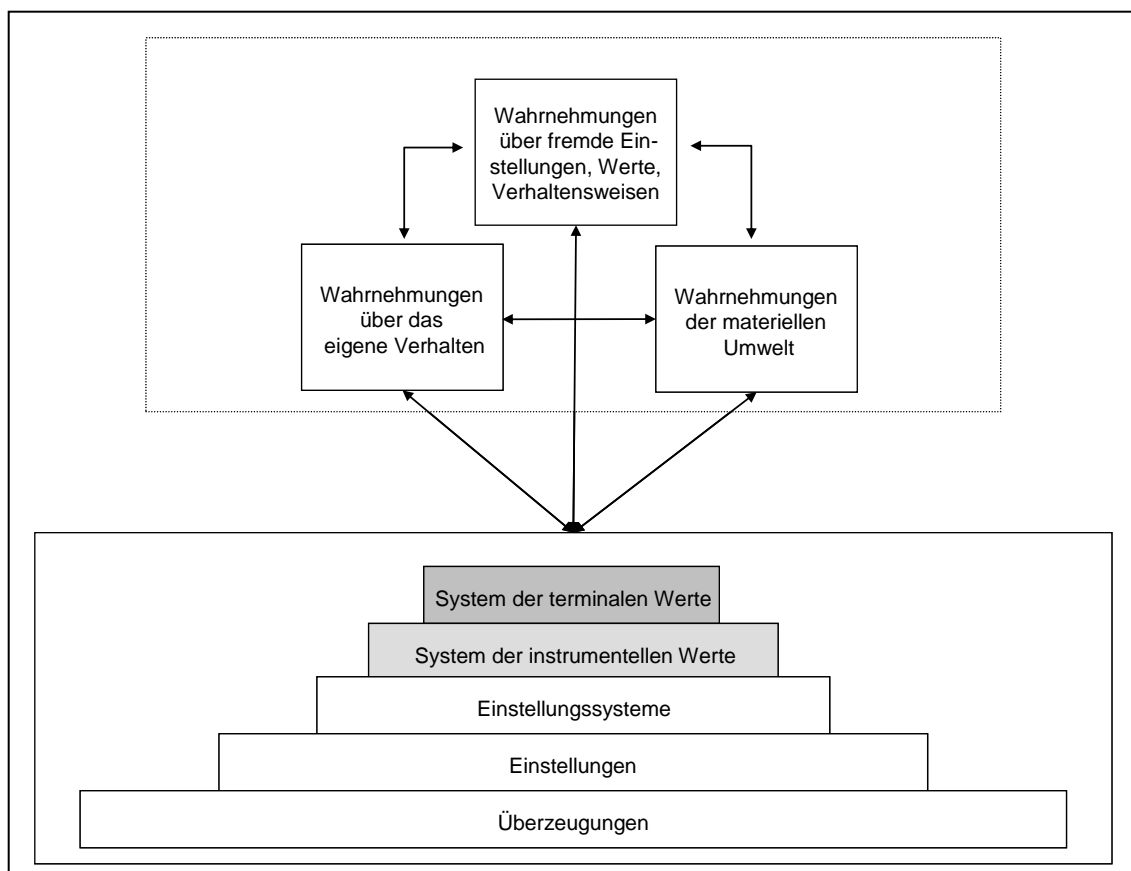 Wahrnehmungen
über fremde Ein-
stellungen, Werte,
Verhaltensweisen
Wahrnehmungen
über das
eigene Verhalten
Wahrnehmungen
der materiellen
Umwelt
System der terminalen Werte
System der instrumentellen Werte
Einstellungssysteme
Einstellungen
Überzeugungen